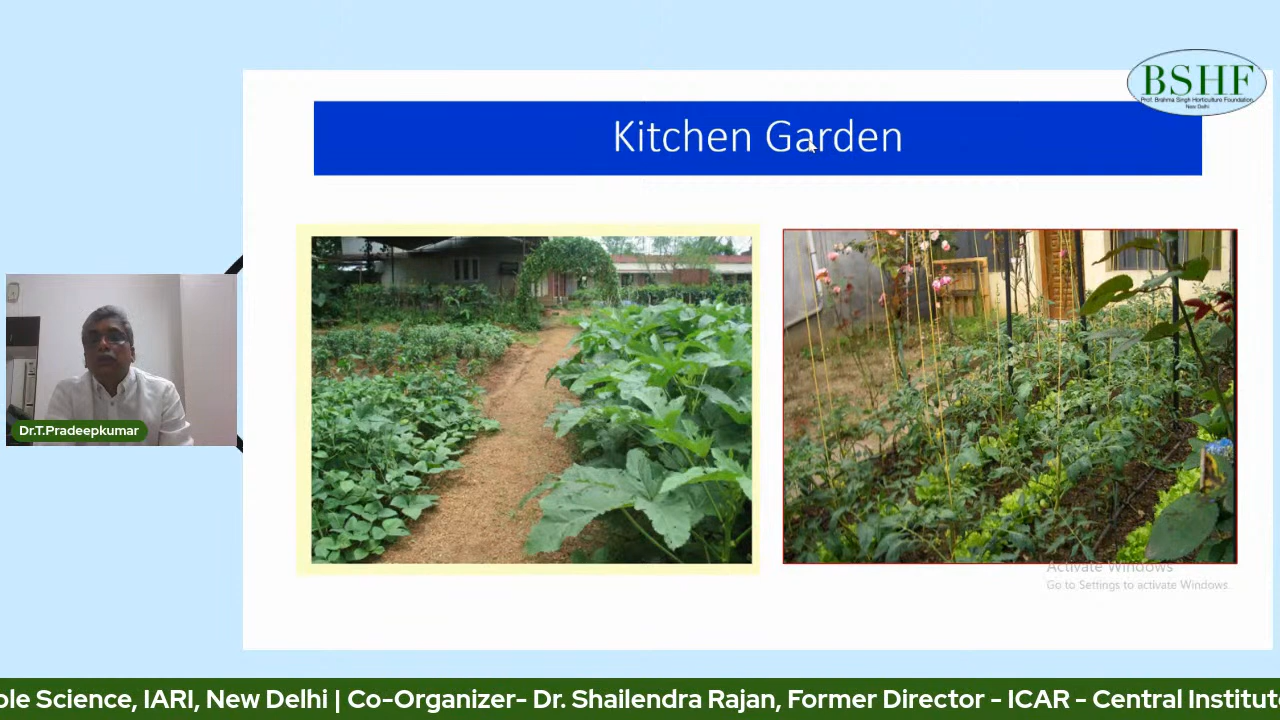 BSHF
Prof. Brahma Singh Horticulture Foundation
New Delhi
Kitchen Garden
Dr.T.Pradeepkumar
Activate Windows
Go to Settings to activate Windows.
ole Science, IARI, New Delhi | Co-Organizer- Dr. Shailendra Rajan, Former Director - ICAR - Central Institut